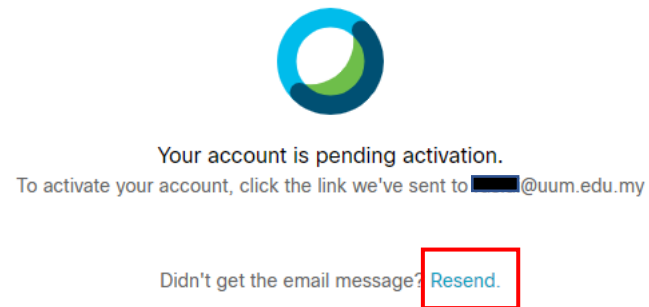 Your account is pending activation.
To activate your account, click the link we've sent to @uum.edu.my
Didn't get the email message? Resend.